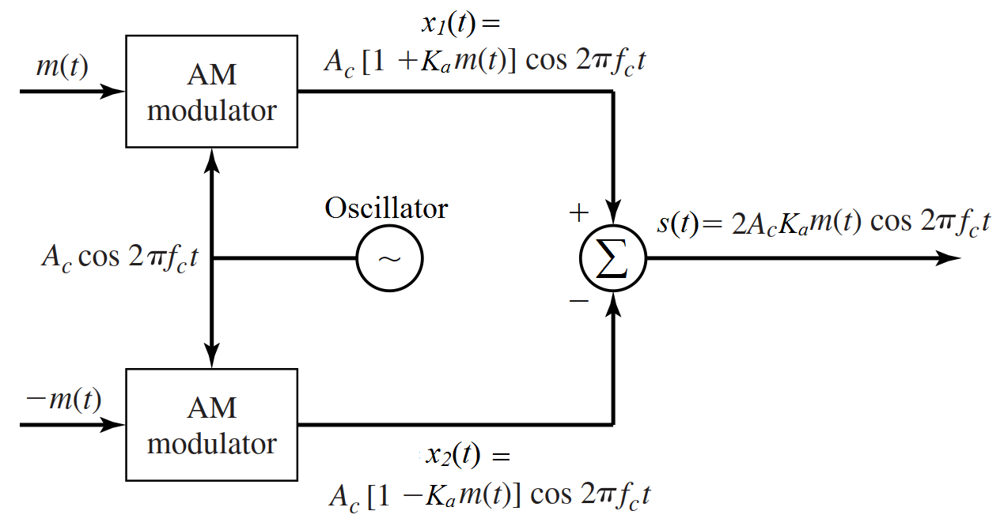 x₁(t) =
m(t)
A_c [1 + K_a m(t)] cos 2πf_c t
AM
modulator
Oscillator
~
A_c cos 2πf_c t
+
Σ
s(t) = 2A_c K_a m(t) cos 2πf_c t
−
−m(t)
AM
modulator
x₂(t) =
A_c [1 − K_a m(t)] cos 2πf_c t